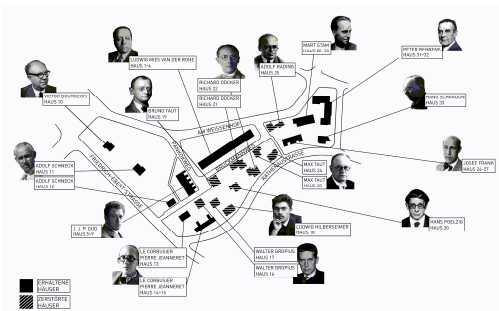 MART STAM
HAUS 28-30
PETER BEHRENS
HAUS 31-32
LUDWIG MIES VAN DER ROHE
HAUS 1-4
ADOLF RADING
HAUS 25
RICHARD DÖCKER
HAUS 22
RICHARD DÖCKER
HAUS 21
VICTOR BOURGEOIS
HAUS 10
BRUNO TAUT
HAUS 19
HANS SCHAROUN
HAUS 33
AM WEISSENHOF
PANKOKWEG
FRIEDRICH-EBERT-STRASSE
RATHENAUSTRASSE
ADOLF SCHNECK
HAUS 11
ADOLF SCHNECK
HAUS 12
MAX TAUT
HAUS 24
MAX TAUT
JOSEF FRANK
HAUS 26-27
J. J. P. OUD
HAUS 5-9
LUDWIG HILBERSEIMER
HAUS 18
HANS POELZIG
HAUS 20
LE CORBUSIER
PIERRE JEANNERET
HAUS 13
LE CORBUSIER
PIERRE JEANNERET
HAUS 14-15
WALTER GROPIUS
HAUS 17
WALTER GROPIUS
HAUS 16
ERHALTENE
HÄUSER
ZERSTÖRTE
HÄUSER